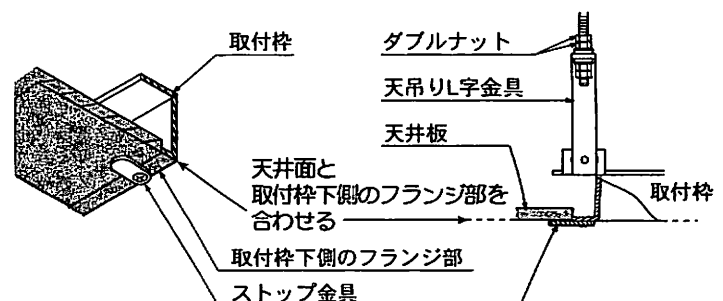 取付枠
ダブルナット
天吊りL字金具
天井板
天井面と
取付枠下側のフランジ部を
合わせる
取付枠
取付枠下側のフランジ部
ストップ金具